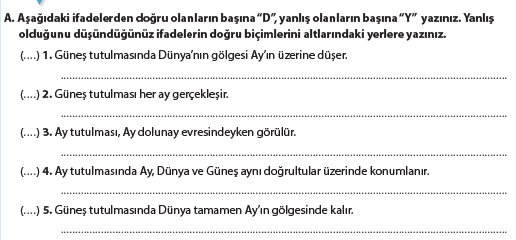 A. Aşağıdaki ifadelerden doğru olanların başına “D”, yanlış olanların başına “Y” yazınız. Yanlış
olduğunu düşündüğünüz ifadelerin doğru biçimlerini altlarındaki yerlere yazınız.
(....) 1. Güneş tutulmasında Dünya’nın gölgesi Ay’ın üzerine düşer.
(....) 2. Güneş tutulması her ay gerçekleşir.
(....) 3. Ay tutulması, Ay dolunay evresindeyken görülür.
(....) 4. Ay tutulmasında Ay, Dünya ve Güneş aynı doğrultular üzerinde konumlanır.
(....) 5. Güneş tutulmasında Dünya tamamen Ay’ın gölgesinde kalır.